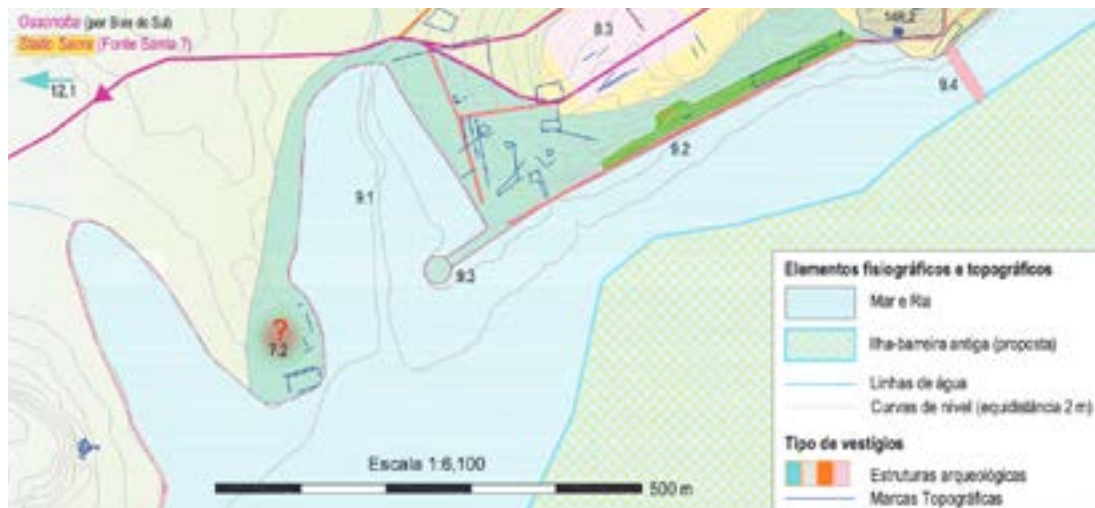 Ossonoba (por Bias do Sul)
Statio Sacra (Fonte Santa ?)
12.1
8.3
148.2
9.4
9.2
9.1
9.3
?
7.2
Escala 1:6,100
500 m
Elementos fisiográficos e topográficos
Mar e Ria
Ilha-barreira antiga (proposta)
Linhas de água
Curvas de nível (equidistância 2 m)
Tipo de vestígios
Estruturas arqueológicas
Marcas Topográficas